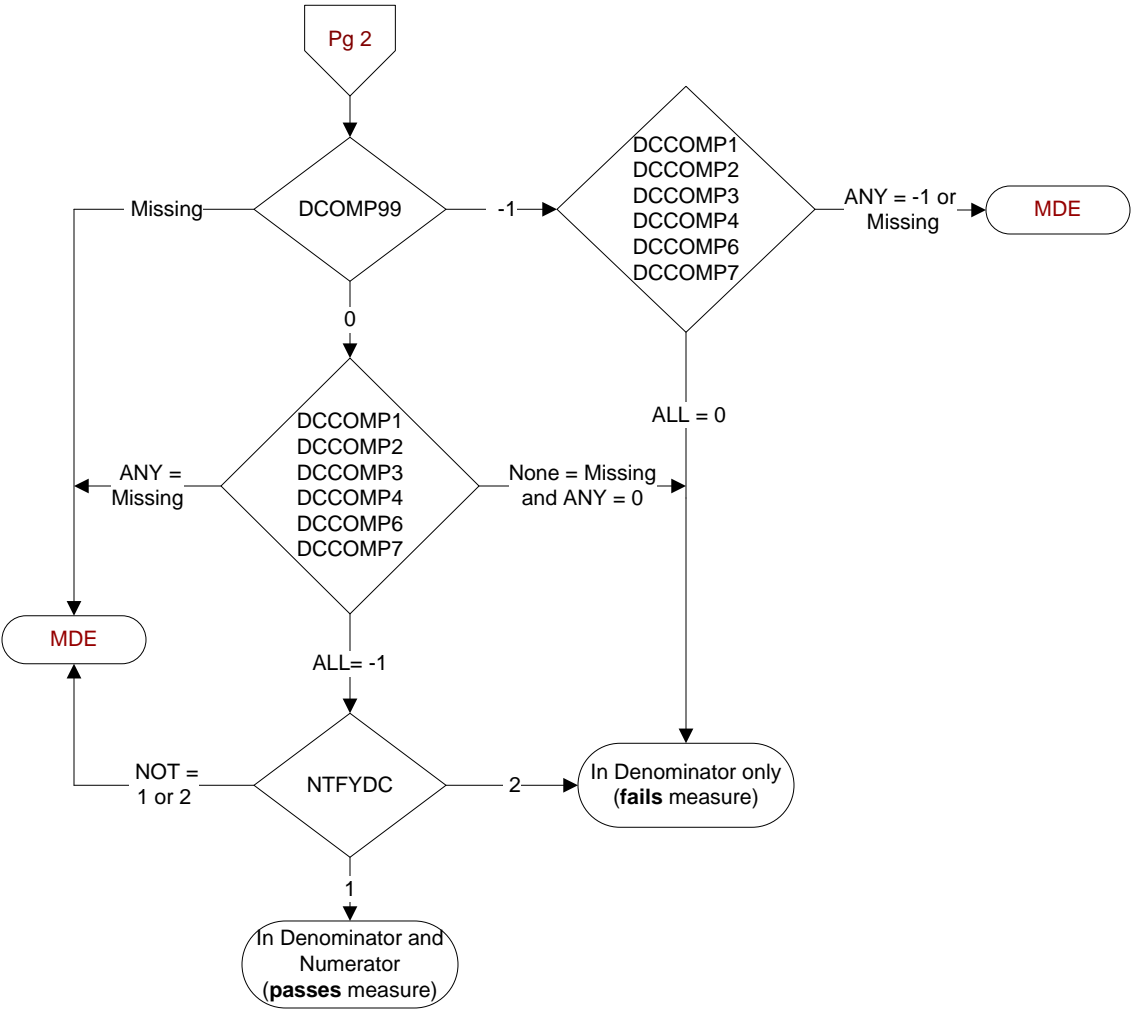 Pg 2
DCOMP99
Missing
-1
DCCOMP1
DCCOMP2
DCCOMP3
DCCOMP4
DCCOMP6
DCCOMP7
ANY = -1 or
Missing
MDE
0
ALL = 0
DCCOMP1
DCCOMP2
DCCOMP3
DCCOMP4
DCCOMP6
DCCOMP7
ANY =
Missing
None = Missing
and ANY = 0
MDE
ALL= -1
NTFYDC
NOT =
1 or 2
2
In Denominator only
(fails measure)
1
In Denominator and
Numerator
(passes measure)